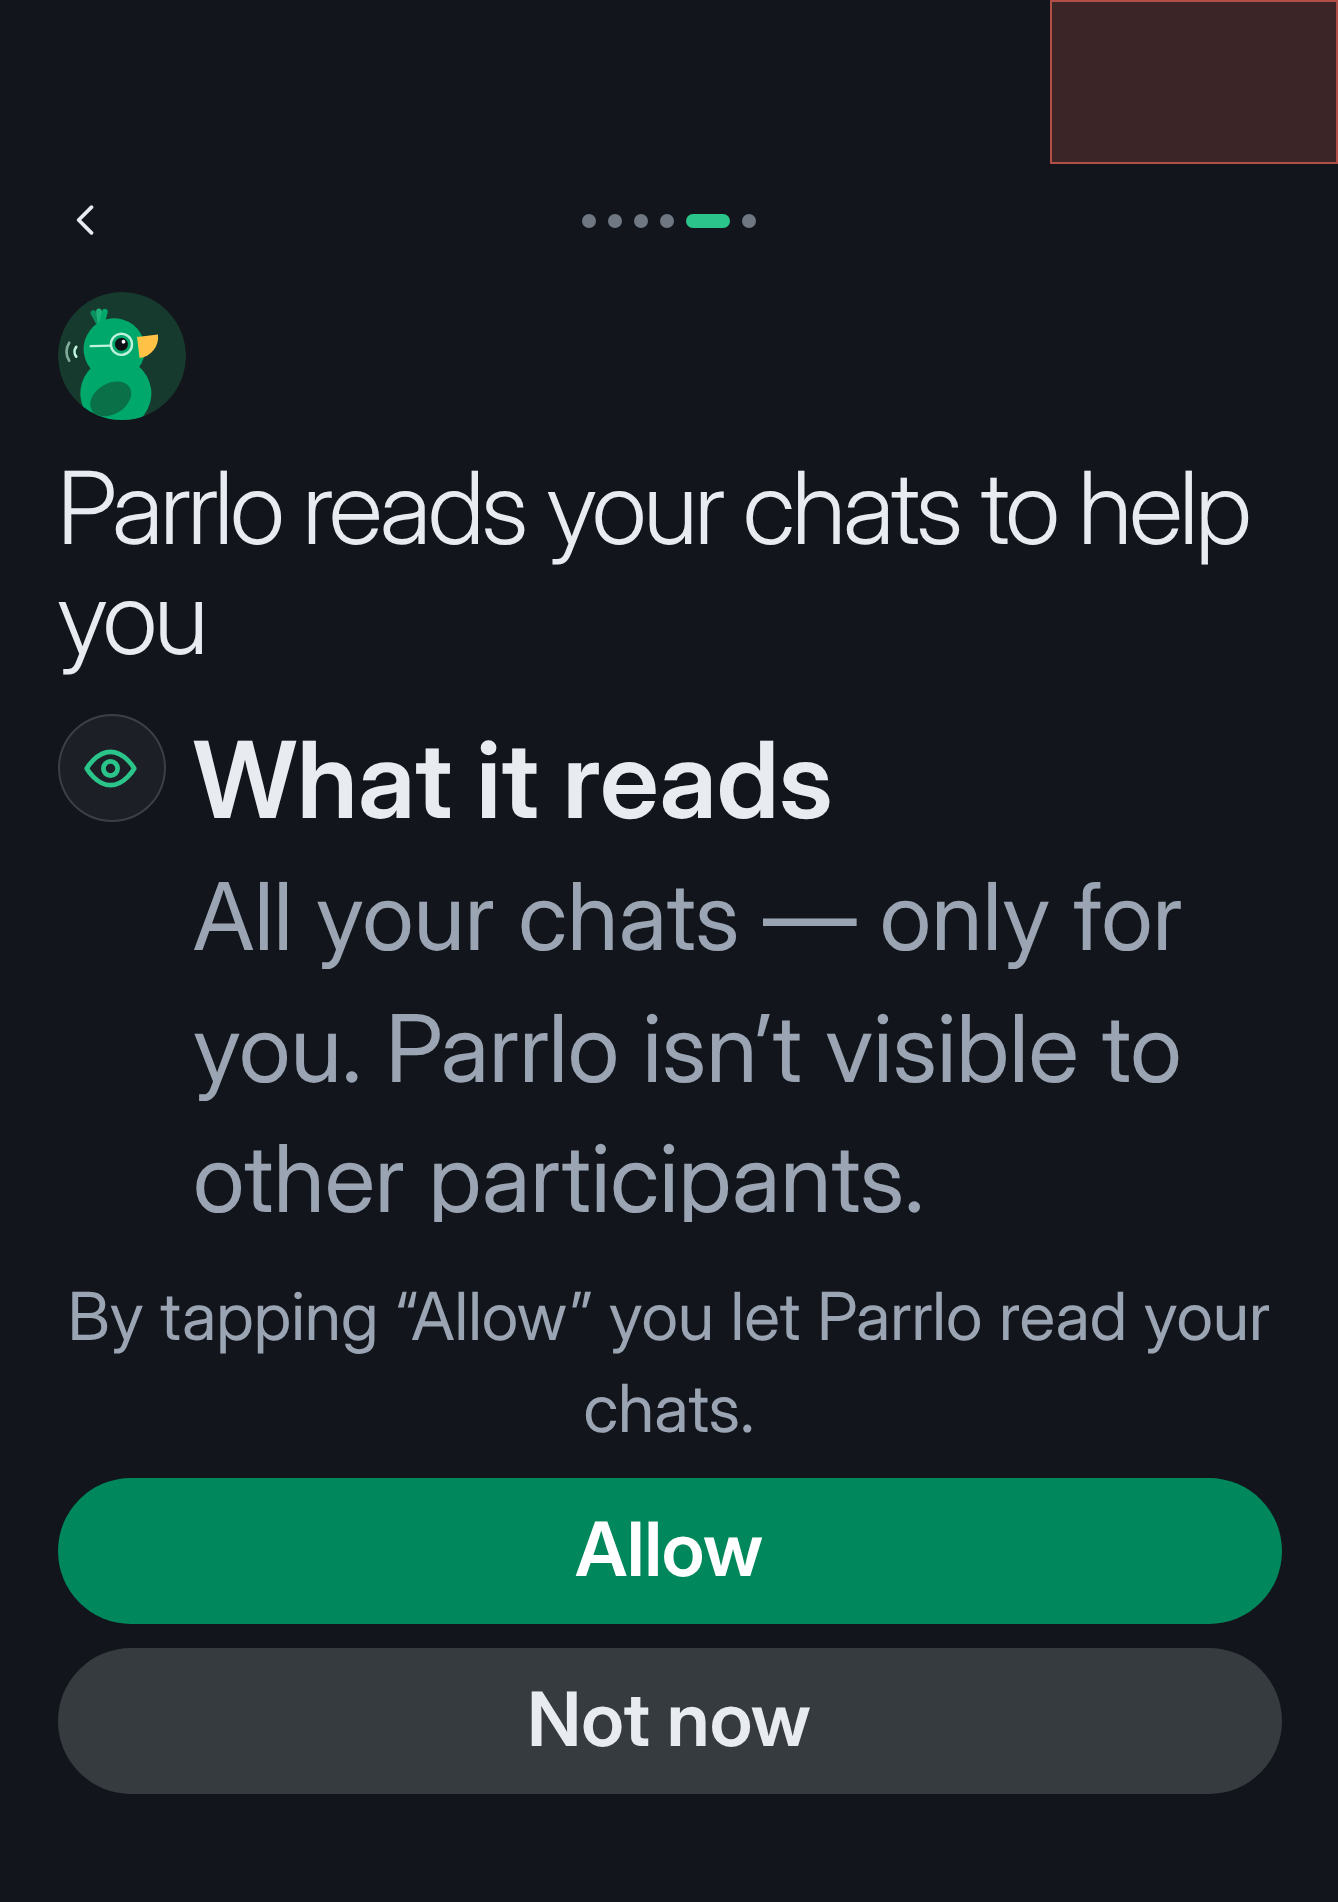 Parrlo reads your chats to help
you
What it reads
All your chats — only for
you. Parrlo isn’t visible to
other participants.
By tapping “Allow” you let Parrlo read your
chats.
Allow
Not now